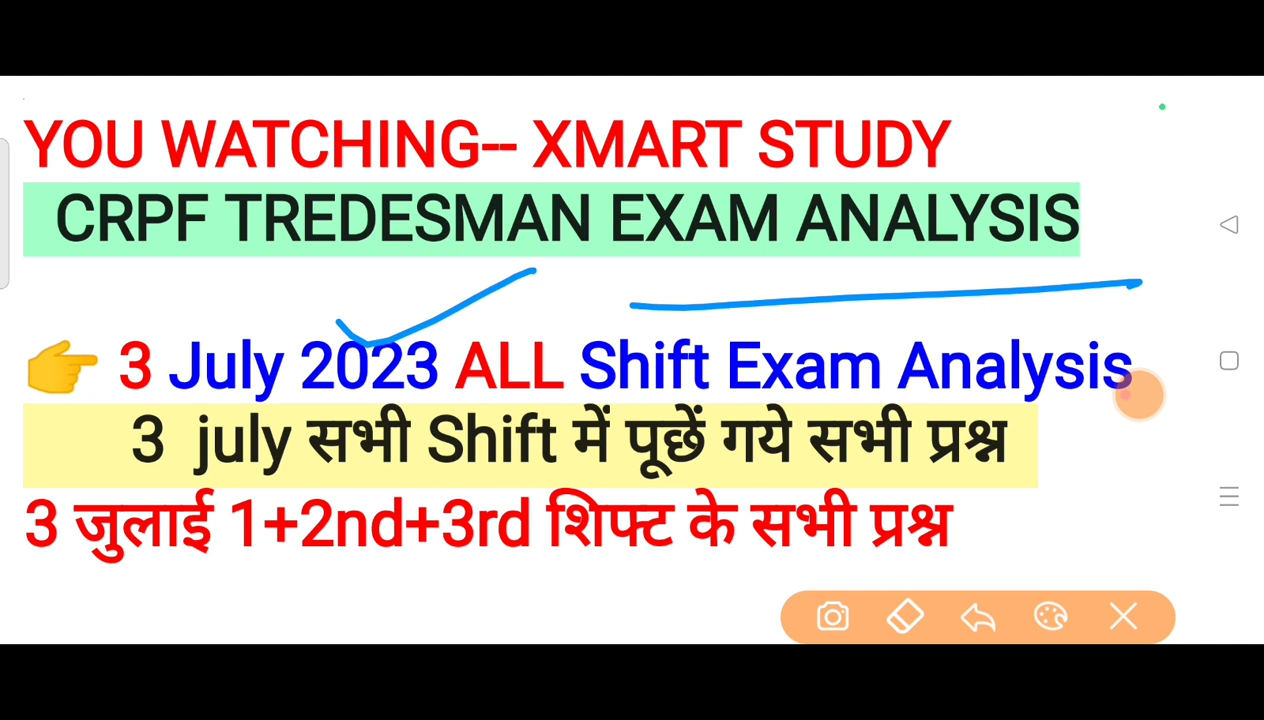 YOU WATCHING-- XMART STUDY
CRPF TREDESMAN EXAM ANALYSIS
👉 3 July 2023 ALL Shift Exam Analysis
3 july सभी Shift में पूछें गये सभी प्रश्न
3 जुलाई 1+2nd+3rd शिफ्ट के सभी प्रश्न